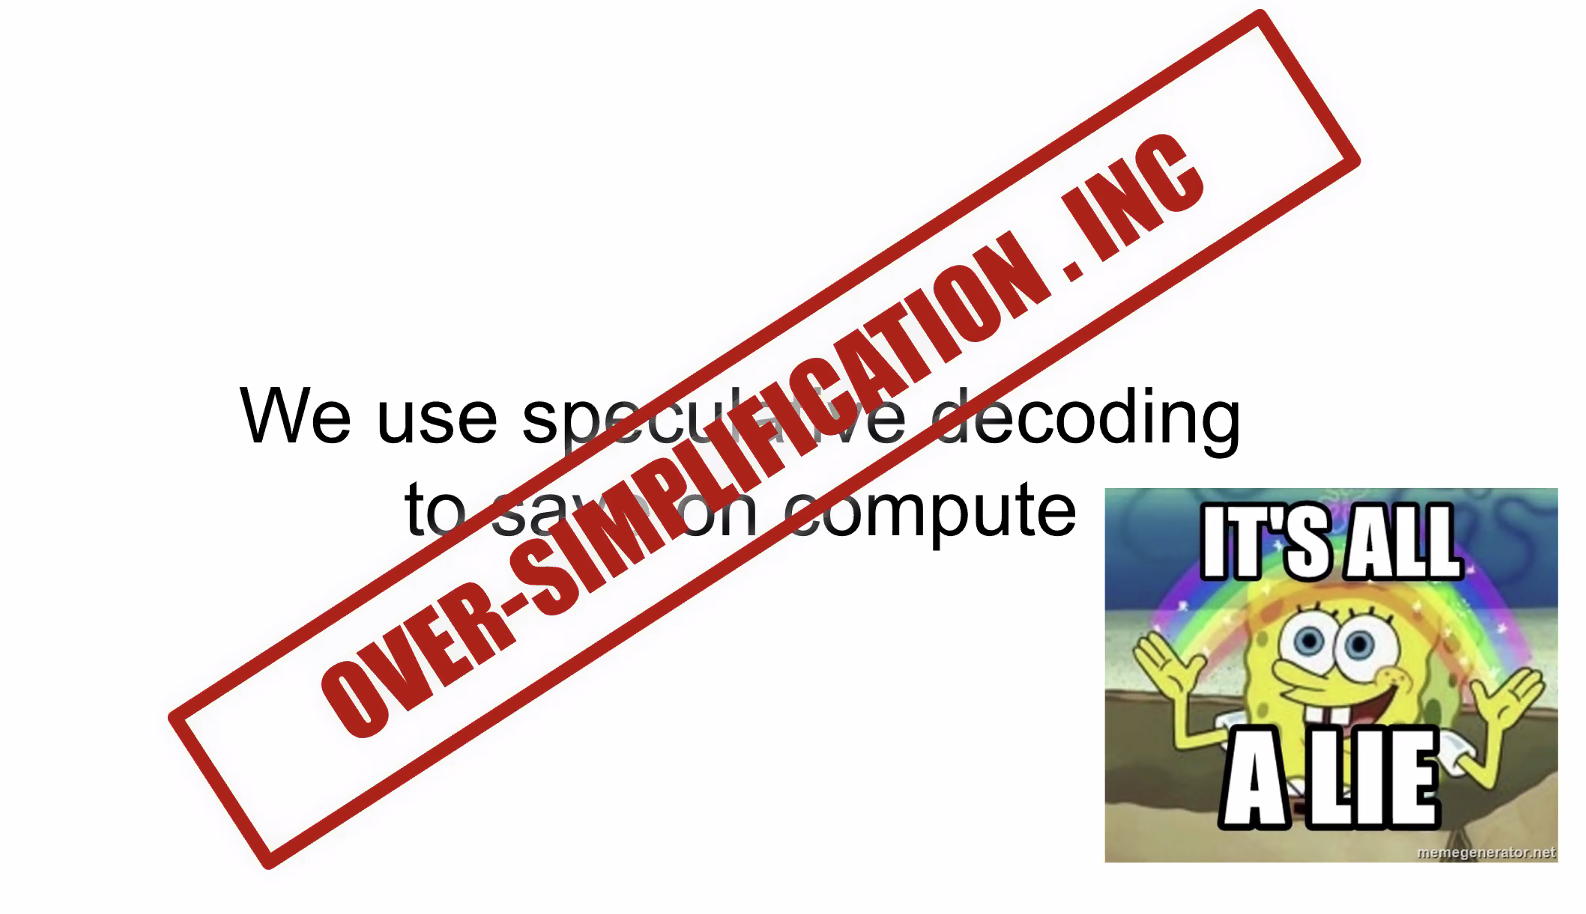 We use speculative decoding
to save on compute
OVER-SIMPLIFICATION . INC
IT'S ALL
A LIE
memegenerator.net